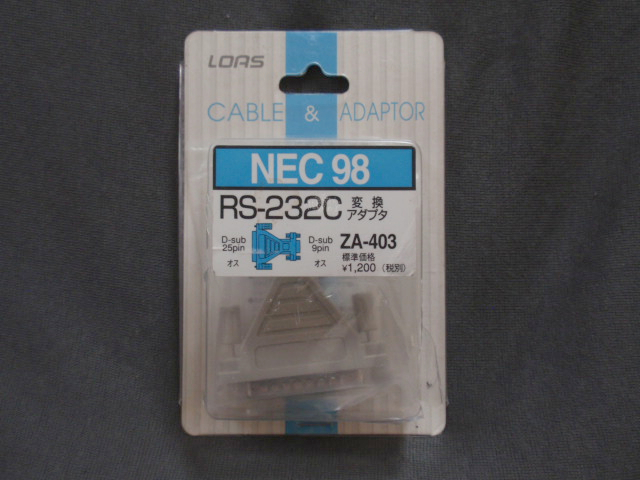 LOAS
CABLE & ADAPTOR
NEC 98
RS-232C 変換アダプタ
D-sub 25pin オス
D-sub 9pin オス
ZA-403
標準価格
¥1,200 (税別)